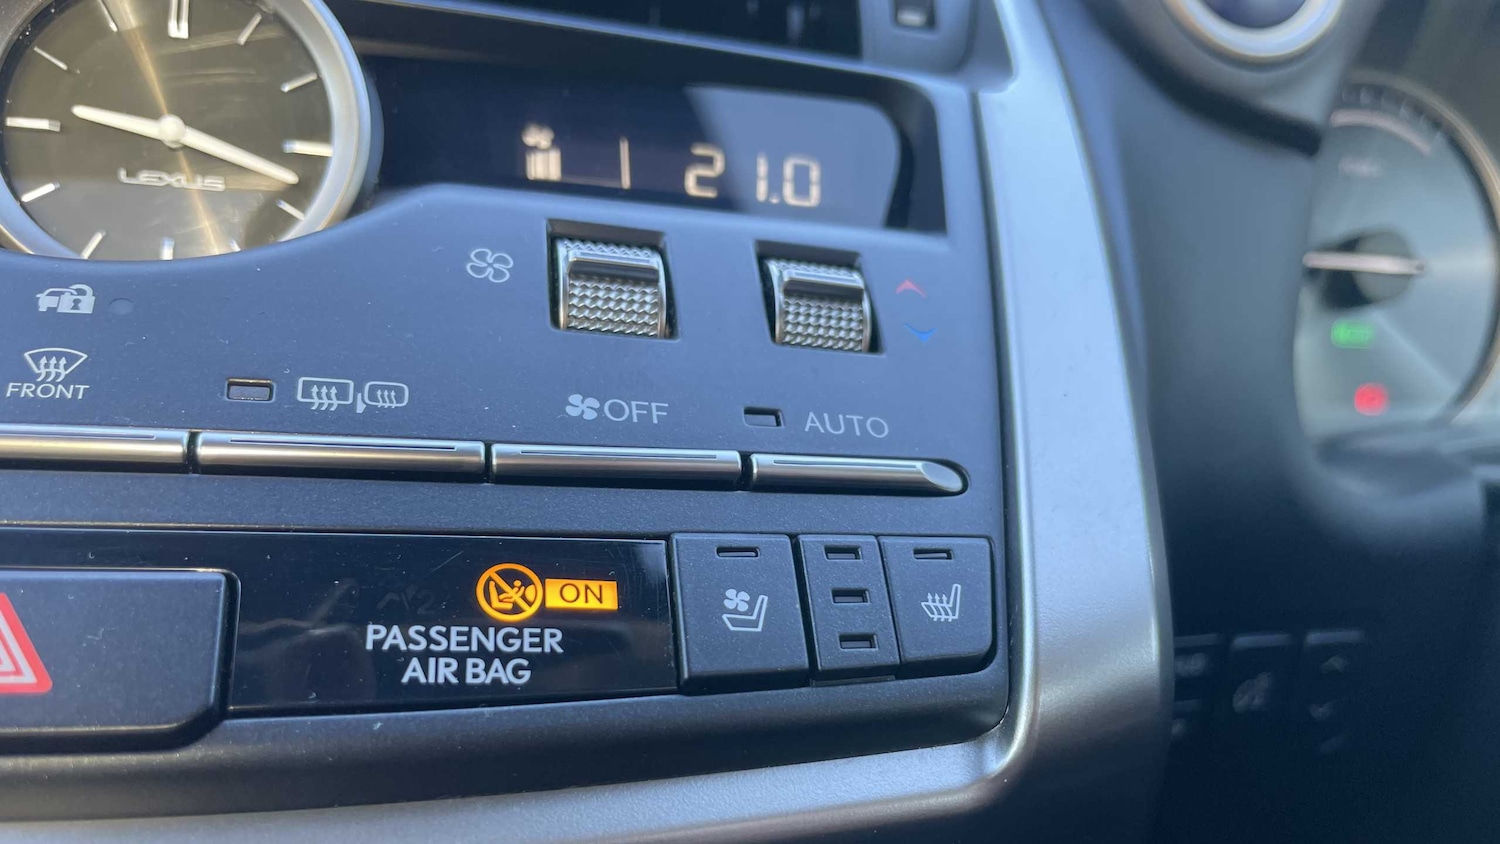 LEXUS
21.0
FRONT
OFF
AUTO
ON
PASSENGER
AIR BAG